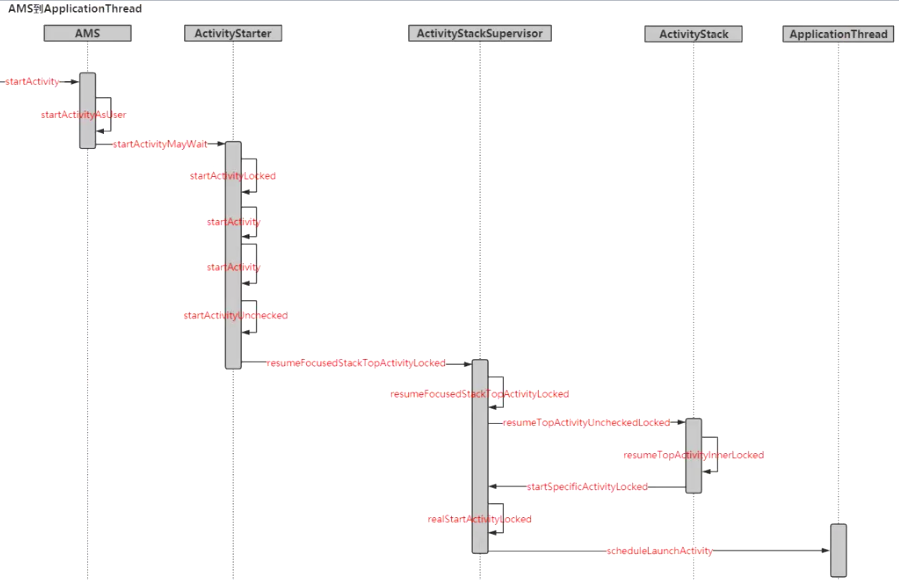 AMS到ApplicationThread
AMS
ActivityStarter
ActivityStackSupervisor
ActivityStack
ApplicationThread
startActivity
startActivityAsUser
startActivityMayWait
startActivityLocked
startActivity
startActivity
startActivityUnchecked
resumeFocusedStackTopActivityLocked
resumeFocusedStackTopActivityLocked
resumeTopActivityUncheckedLocked
resumeTopActivityInnerLocked
startSpecificActivityLocked
realStartActivityLocked
scheduleLaunchActivity